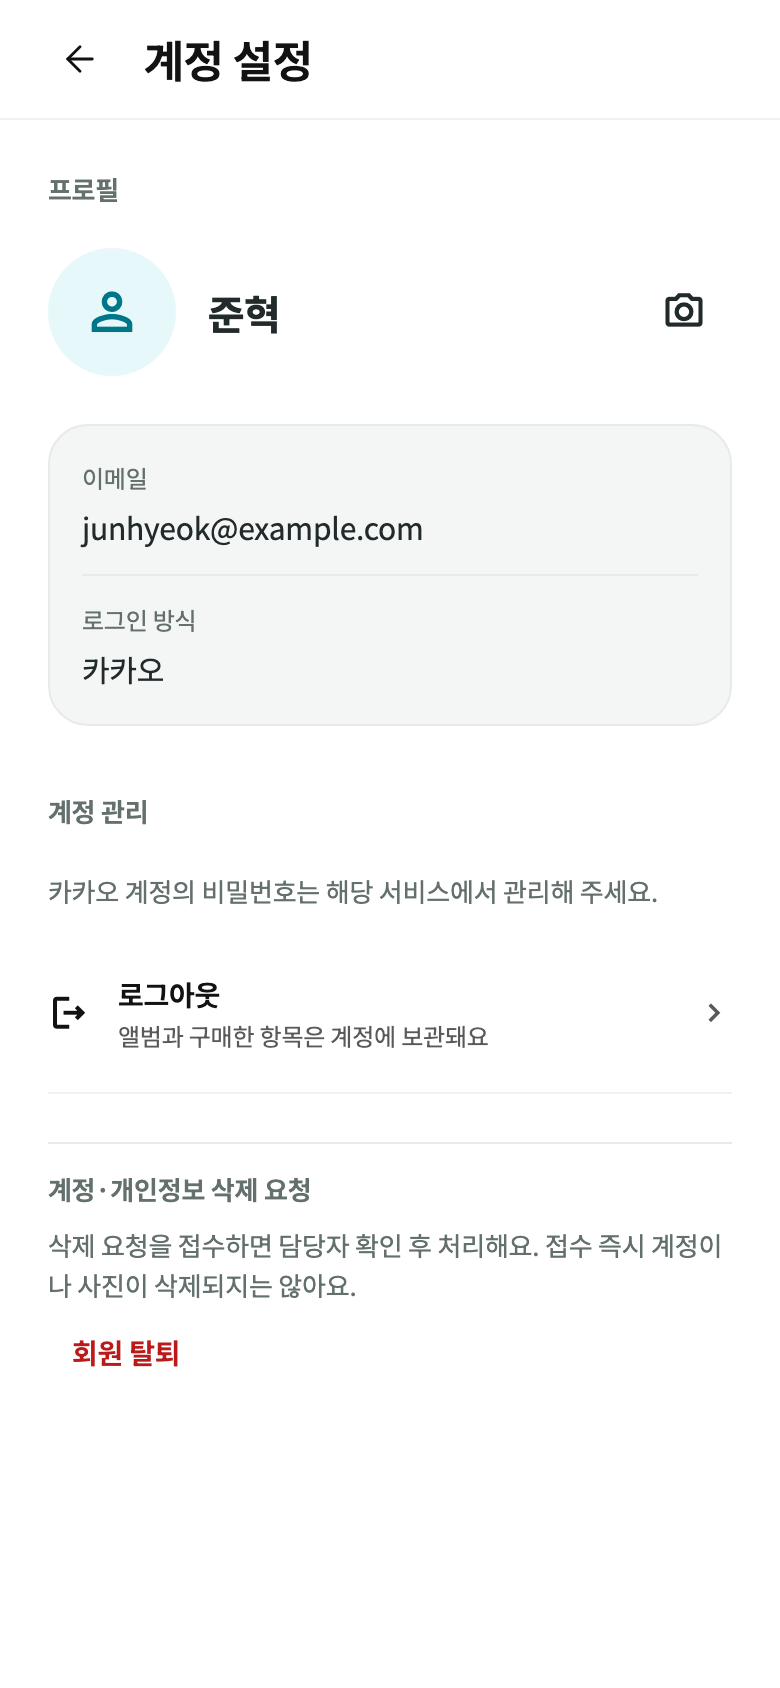 계정 설정
프로필
준혁
이메일
junhyeok@example.com
로그인 방식
카카오
계정 관리
카카오 계정의 비밀번호는 해당 서비스에서 관리해 주세요.
로그아웃
앨범과 구매한 항목은 계정에 보관돼요
계정·개인정보 삭제 요청
삭제 요청을 접수하면 담당자 확인 후 처리해요. 접수 즉시 계정이
나 사진이 삭제되지는 않아요.
회원 탈퇴